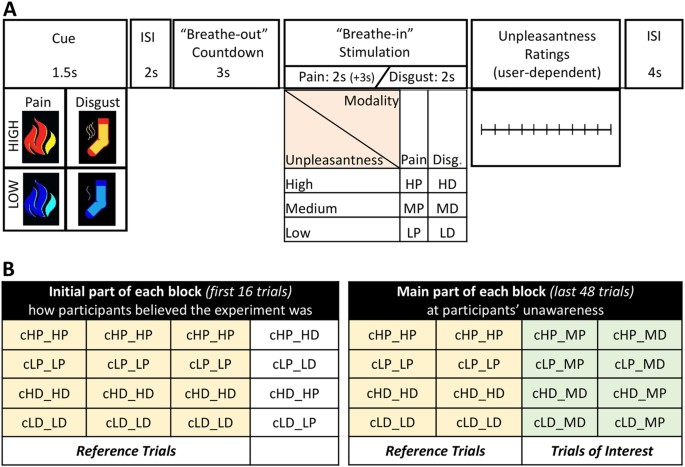 A
Cue
1.5s
ISI
2s
“Breathe-out”
Countdown
3s
“Breathe-in”
Stimulation
Pain: 2s (+3s) / Disgust: 2s
Unpleasantness
Ratings
(user-dependent)
ISI
4s
Pain Disgust
HIGH
LOW
Modality
Unpleasantness Pain Disg.
High HP HD
Medium MP MD
Low LP LD
B
Initial part of each block (first 16 trials)
how participants believed the experiment was
cHP_HP cHP_HP cHP_HP cHP_HD
cLP_LP cLP_LP cLP_LP cLP_LD
cHD_HD cHD_HD cHD_HD cHD_HP
cLD_LD cLD_LD cLD_LD cLD_LP
Reference Trials
Main part of each block (last 48 trials)
at participants’ unawareness
cHP_HP cHP_HP cHP_MP cHP_MD
cLP_LP cLP_LP cLP_MP cLP_MD
cHD_HD cHD_HD cHD_MD cHD_MP
cLD_LD cLD_LD cLD_MD cLD_MP
Reference Trials Trials of Interest